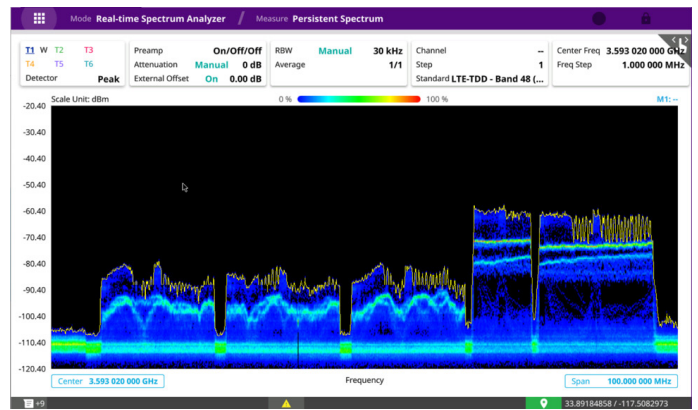 Mode Real-time Spectrum Analyzer / Measure Persistent Spectrum
T1 W T2 T3
T4 T5 T6
Detector Peak
Preamp On/Off/Off
Attenuation Manual 0 dB
External Offset On 0.00 dB
RBW Manual 30 kHz
Average 1/1
Channel --
Step 1
Standard LTE-TDD - Band 48 (...
Center Freq 3.593 020 000 GHz
Freq Step 1.000 000 MHz
Scale Unit: dBm 0 % 100 % M1: --
-20.40
-30.40
-40.40
-50.40
-60.40
-70.40
-80.40
-90.40
-100.40
-110.40
-120.40
Center 3.593 020 000 GHz Frequency Span 100.000 000 MHz
+9 33.89184858 / -117.5082973